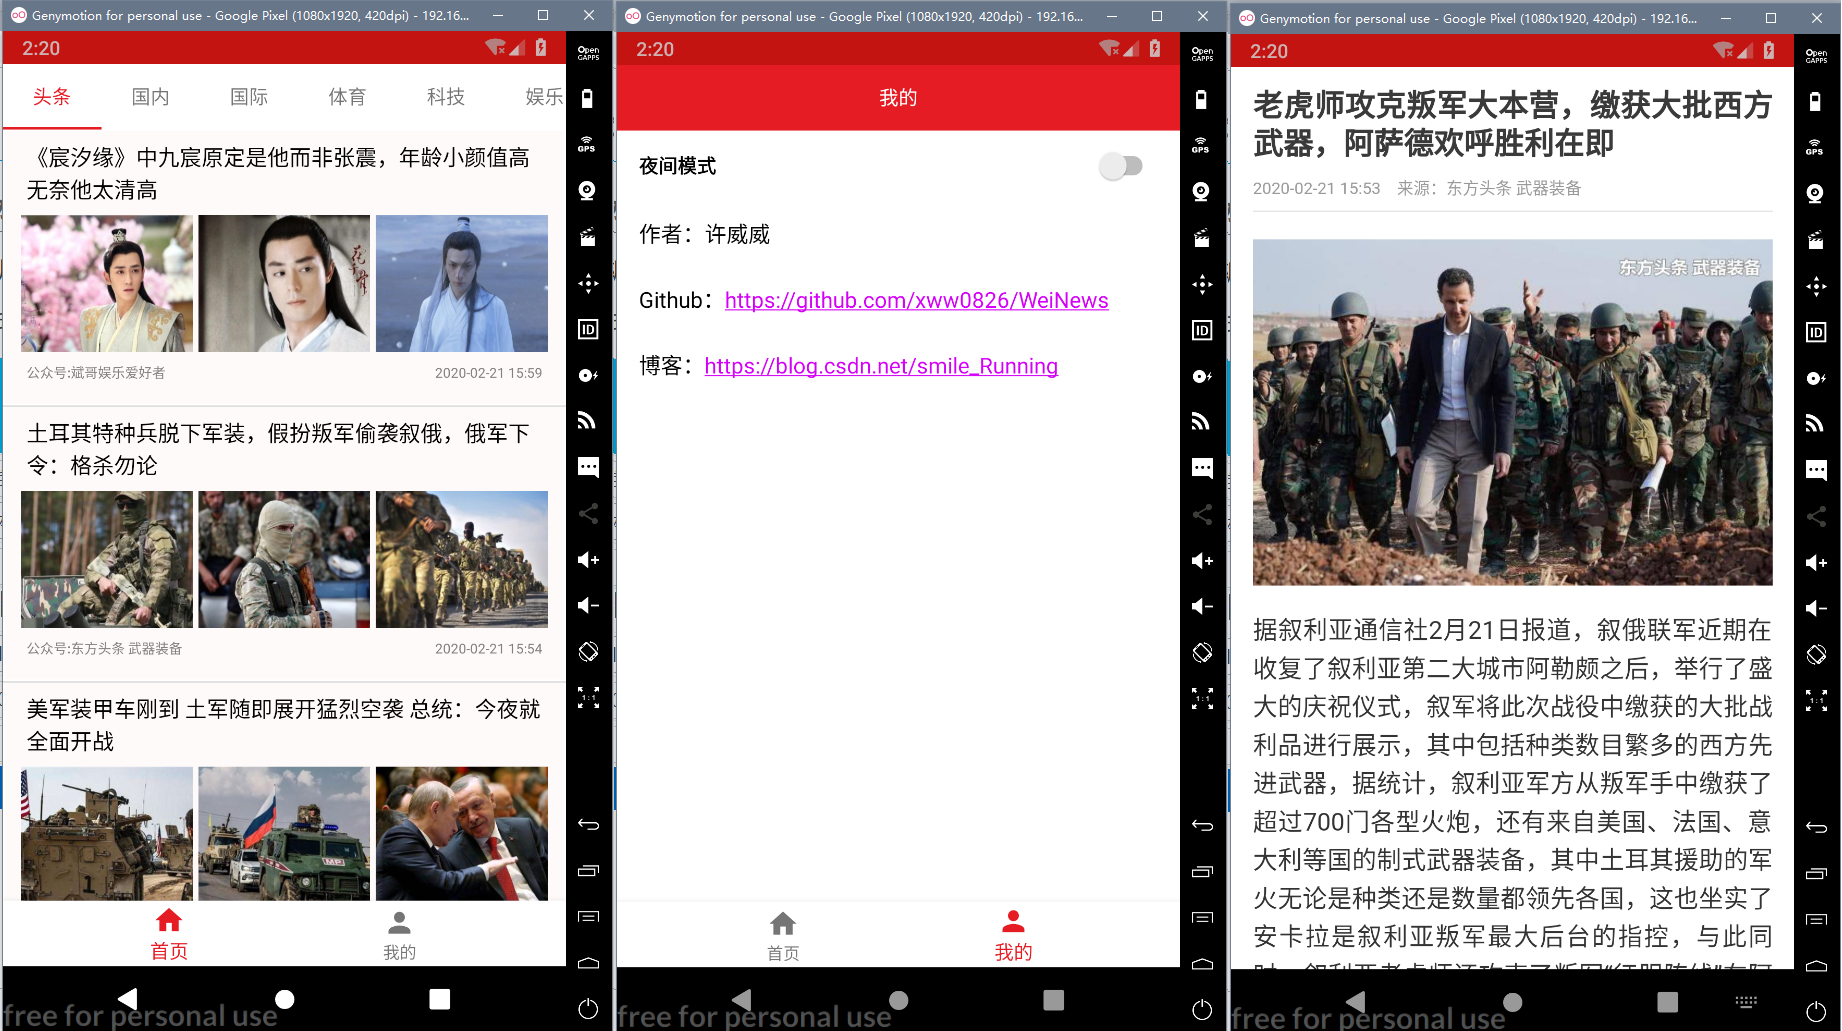 Genymotion for personal use - Google Pixel (1080x1920, 420dpi) - 192.16...
2:20
头条
国内
国际
体育
科技
娱乐
《宸汐缘》中九宸原定是他而非张震，年龄小颜值高
无奈他太清高
公众号:斌哥娱乐爱好者
2020-02-21 15:59
土耳其特种兵脱下军装，假扮叛军偷袭叙俄，俄军下
令：格杀勿论
公众号:东方头条 武器装备
2020-02-21 15:54
美军装甲车刚到 土军随即展开猛烈空袭 总统：今夜就
全面开战
MP
首页
我的
free for personal use
Open
GAPPS
GPS
ID
1:1
Genymotion for personal use - Google Pixel (1080x1920, 420dpi) - 192.16...
2:20
我的
夜间模式
作者：许威威
Github：https://github.com/xww0826/WeiNews
博客：https://blog.csdn.net/smile_Running
首页
我的
free for personal use
Open
GAPPS
GPS
ID
1:1
Genymotion for personal use - Google Pixel (1080x1920, 420dpi) - 192.16...
2:20
老虎师攻克叛军大本营，缴获大批西方
武器，阿萨德欢呼胜利在即
2020-02-21 15:53 来源：东方头条 武器装备
东方头条 武器装备
据叙利亚通信社2月21日报道，叙俄联军近期在
收复了叙利亚第二大城市阿勒颇之后，举行了盛
大的庆祝仪式，叙军将此次战役中缴获的大批战
利品进行展示，其中包括种类数目繁多的西方先
进武器，据统计，叙利亚军方从叛军手中缴获了
超过700门各型火炮，还有来自美国、法国、意
大利等国的制式武器装备，其中土耳其援助的军
火无论是种类还是数量都领先各国，这也坐实了
安卡拉是叙利亚叛军最大后台的指控，与此同
free for personal use
Open
GAPPS
GPS
ID
1:1